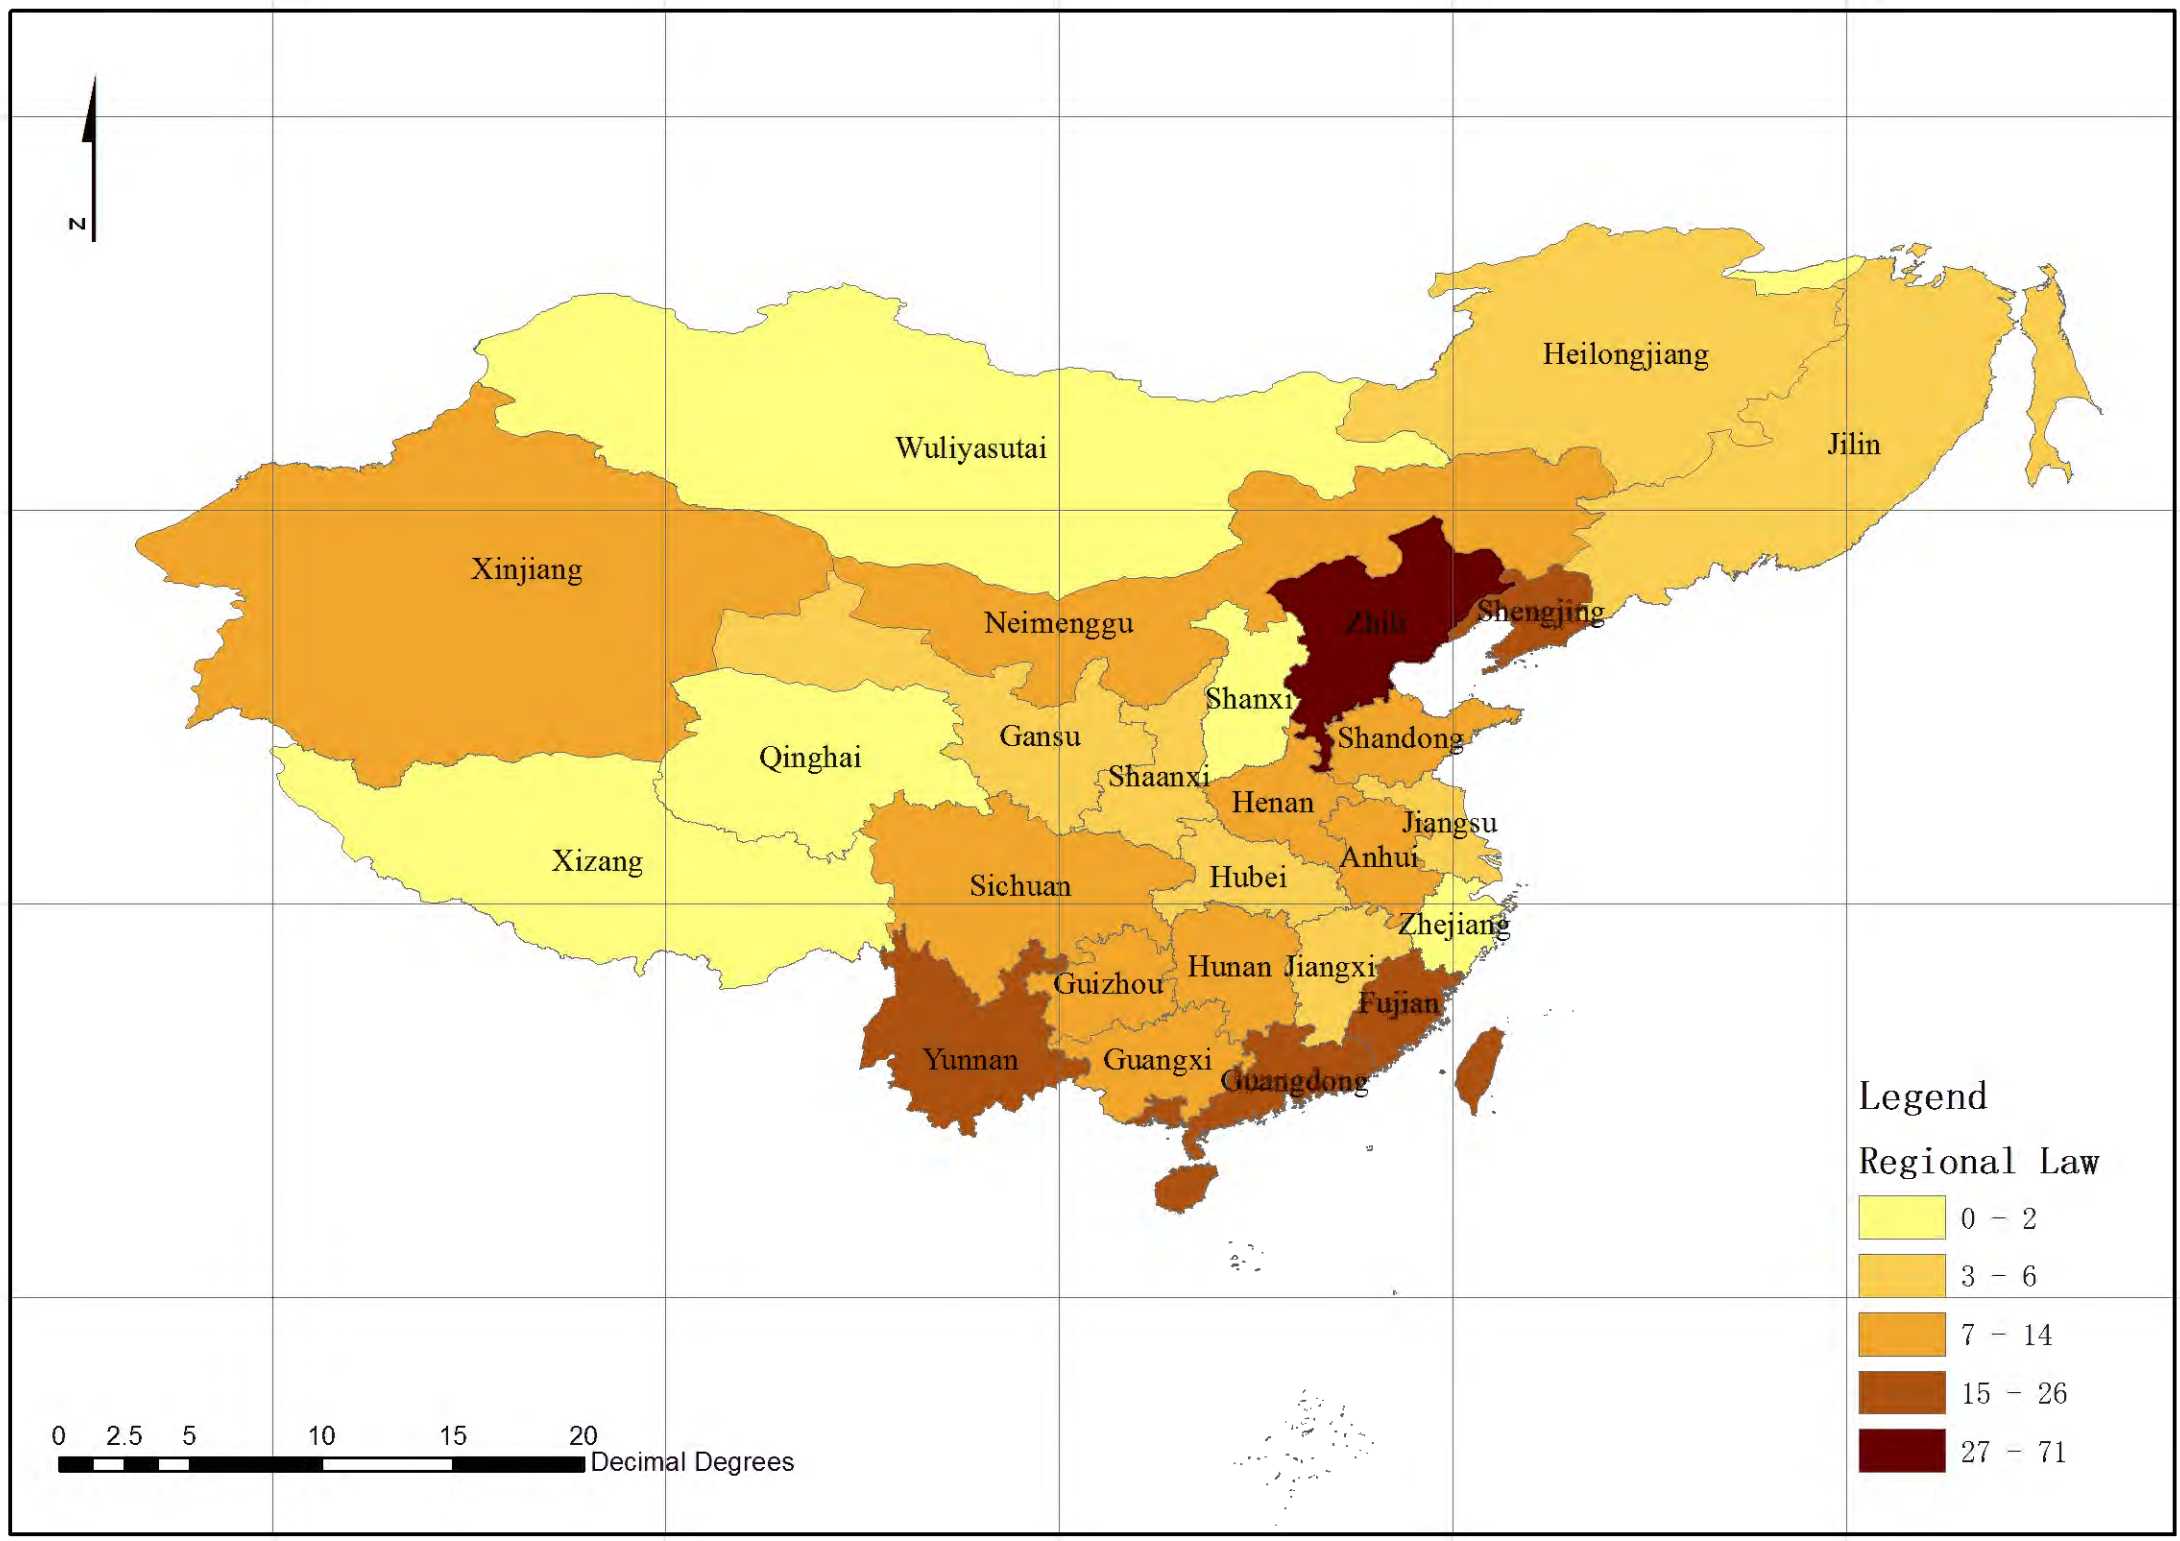 N
Heilongjiang
Jilin
Wuliyasutai
Xinjiang
Neimenggu
Zhili
Shengjing
Shanxi
Gansu
Shandong
Qinghai
Shaanxi
Henan
Jiangsu
Xizang
Anhui
Sichuan
Hubei
Zhejiang
Guizhou
Hunan
Jiangxi
Fujian
Yunnan
Guangxi
Guangdong
Legend
Regional Law
0 - 2
3 - 6
7 - 14
15 - 26
27 - 71
0 2.5 5 10 15 20
Decimal Degrees